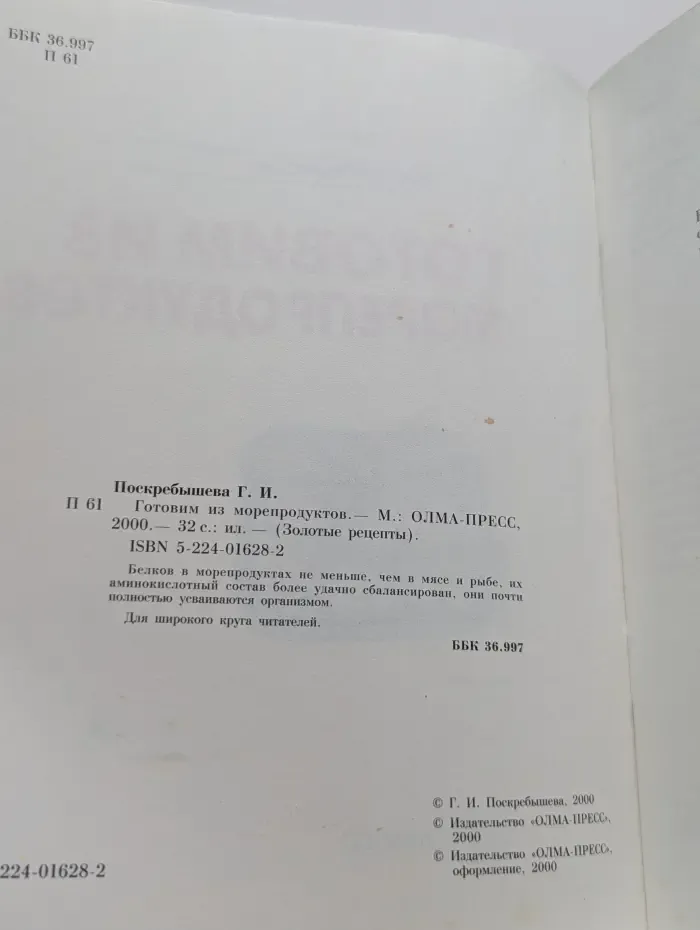 ББК 36.997
П 61
Поскребышева Г. И.
П 61 Готовим из морепродуктов.— М.: ОЛМА-ПРЕСС,
2000.— 32 с.: ил. — (Золотые рецепты).
ISBN 5-224-01628-2
Белков в морепродуктах не меньше, чем в мясе и рыбе, их
аминокислотный состав более удачно сбалансирован, они почти
полностью усваиваются организмом.
Для широкого круга читателей.
ББК 36.997
© Г. И. Поскребышева, 2000
© Издательство «ОЛМА-ПРЕСС»,
2000
© Издательство «ОЛМА-ПРЕСС»,
оформление, 2000
224-01628-2